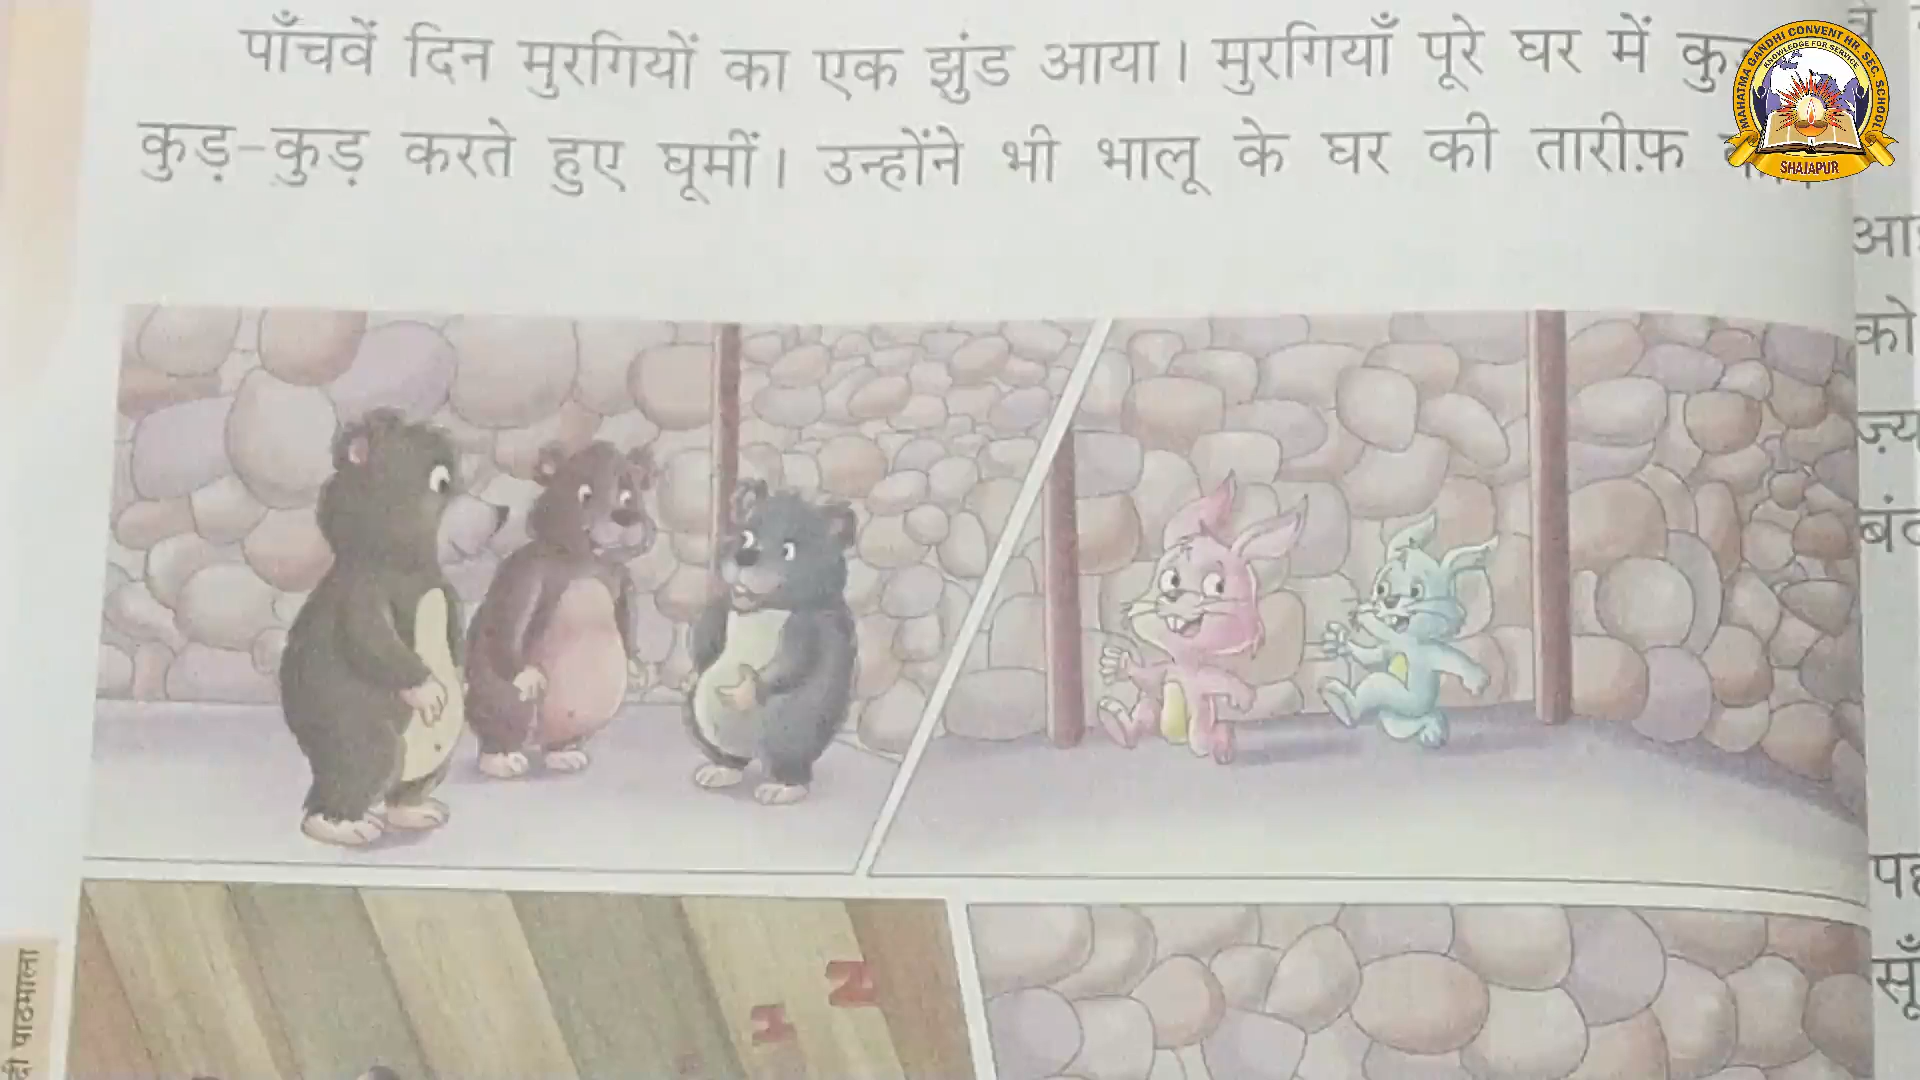 पाँचवें दिन मुरगियों का एक झुंड आया। मुरगियाँ पूरे घर में
कुड़-कुड़ करते हुए घूमीं। उन्होंने भी भालू के घर की तारीफ़
को
MAHATMA GANDHI CONVENT HR. SEC. SCHOOL
KNOWLEDGE FOR SERVICE
SHAJAPUR
पाठमाला